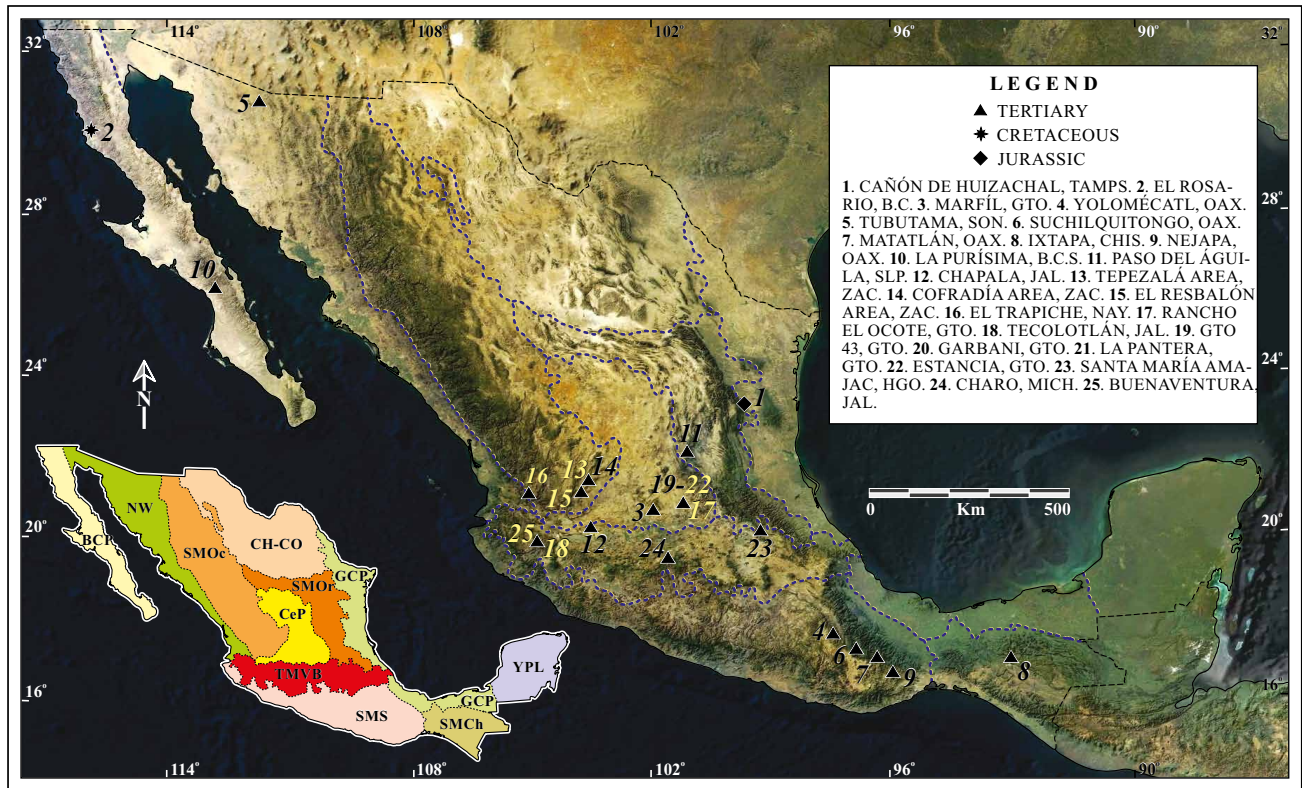 114° 108° 102° 96° 90°
32° 32°
LEGEND
TERTIARY
CRETACEOUS
JURASSIC
1. CAÑÓN DE HUIZACHAL, TAMPS. 2. EL ROSA-
RIO, B.C. 3. MARFÍL, GTO. 4. YOLOMÉCATL, OAX.
5. TUBUTAMA, SON. 6. SUCHILQUITONGO, OAX.
7. MATATLÁN, OAX. 8. IXTAPA, CHIS. 9. NEJAPA,
OAX. 10. LA PURÍSIMA, B.C.S. 11. PASO DEL ÁGUI-
LA, SLP. 12. CHAPALA, JAL. 13. TEPEZALÁ AREA,
ZAC. 14. COFRADÍA AREA, ZAC. 15. EL RESBALÓN
AREA, ZAC. 16. EL TRAPICHE, NAY. 17. RANCHO
EL OCOTE, GTO. 18. TECOLOTLÁN, JAL. 19. GTO
43, GTO. 20. GARBANI, GTO. 21. LA PANTERA,
GTO. 22. ESTANCIA, GTO. 23. SANTA MARÍA AMA-
JAC, HGO. 24. CHARO, MICH. 25. BUENAVENTURA,
JAL.
5
2
28° 28°
10
24° 24°
N
1
11
16 13 14
15
19-22
3 17
0 Km 500
20° 20°
25 18 12 24 23
4
6
7 9 8
16° 16°
NW
BCP
SMOc
CH-CO
GCP
SMOr
CeP
TMVB
YPL
SMS
GCP
SMCh
114° 108° 102° 96° 90°